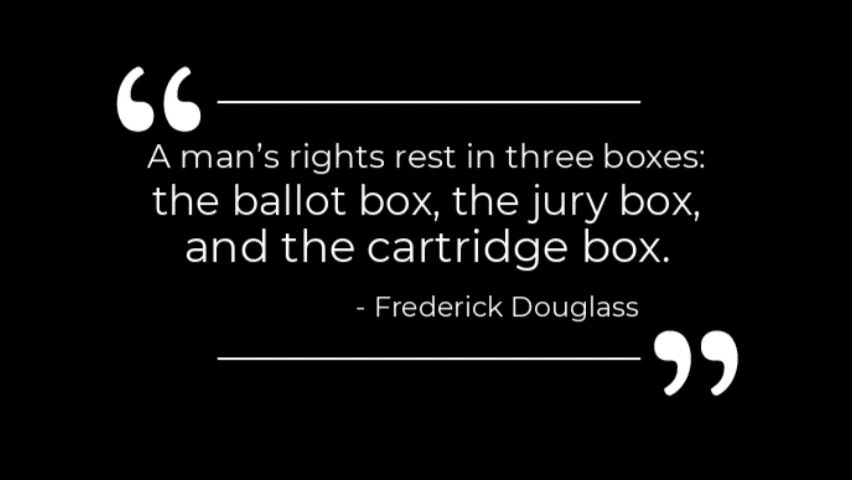 A man’s rights rest in three boxes:
the ballot box, the jury box,
and the cartridge box.
- Frederick Douglass